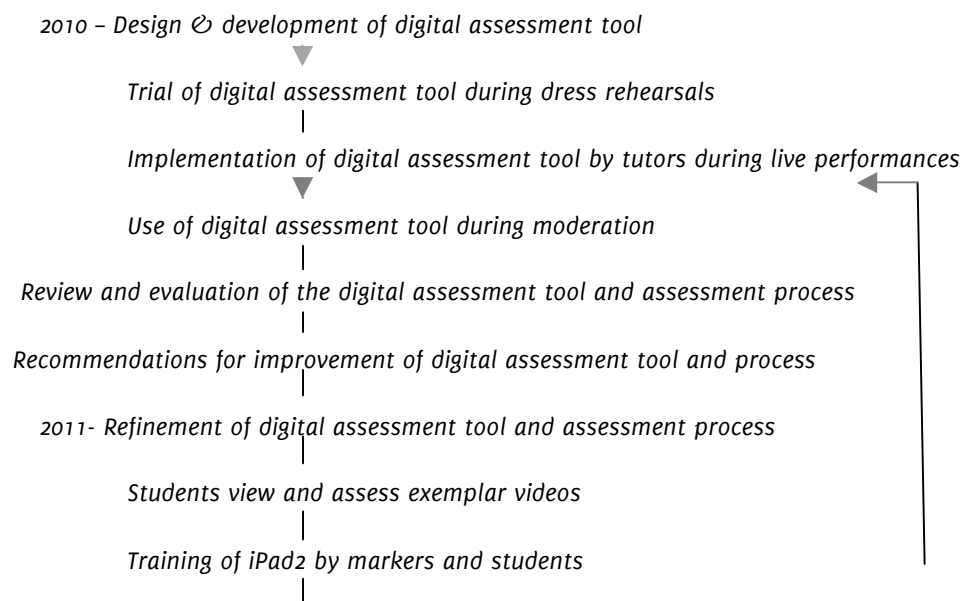 2010 – Design & development of digital assessment tool
Trial of digital assessment tool during dress rehearsals
Implementation of digital assessment tool by tutors during live performances
Use of digital assessment tool during moderation
Review and evaluation of the digital assessment tool and assessment process
Recommendations for improvement of digital assessment tool and process
2011- Refinement of digital assessment tool and assessment process
Students view and assess exemplar videos
Training of iPad2 by markers and students